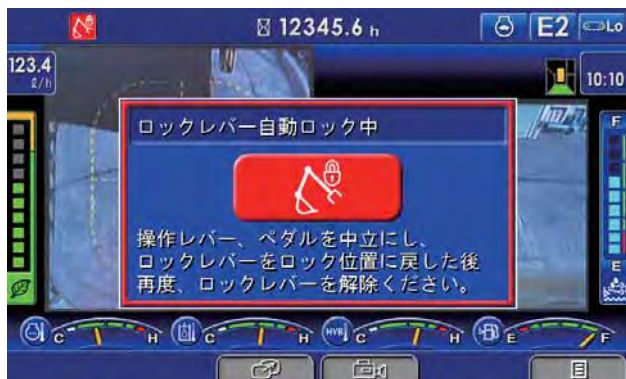 12345.6 h
E2
Lo
123.4
ℓ/h
10:10
ロックレバー自動ロック中
操作レバー、ペダルを中立にし、
ロックレバーをロック位置に戻した後
再度、ロックレバーを解除ください。
F
E
C H
C H
HYB C H
E F